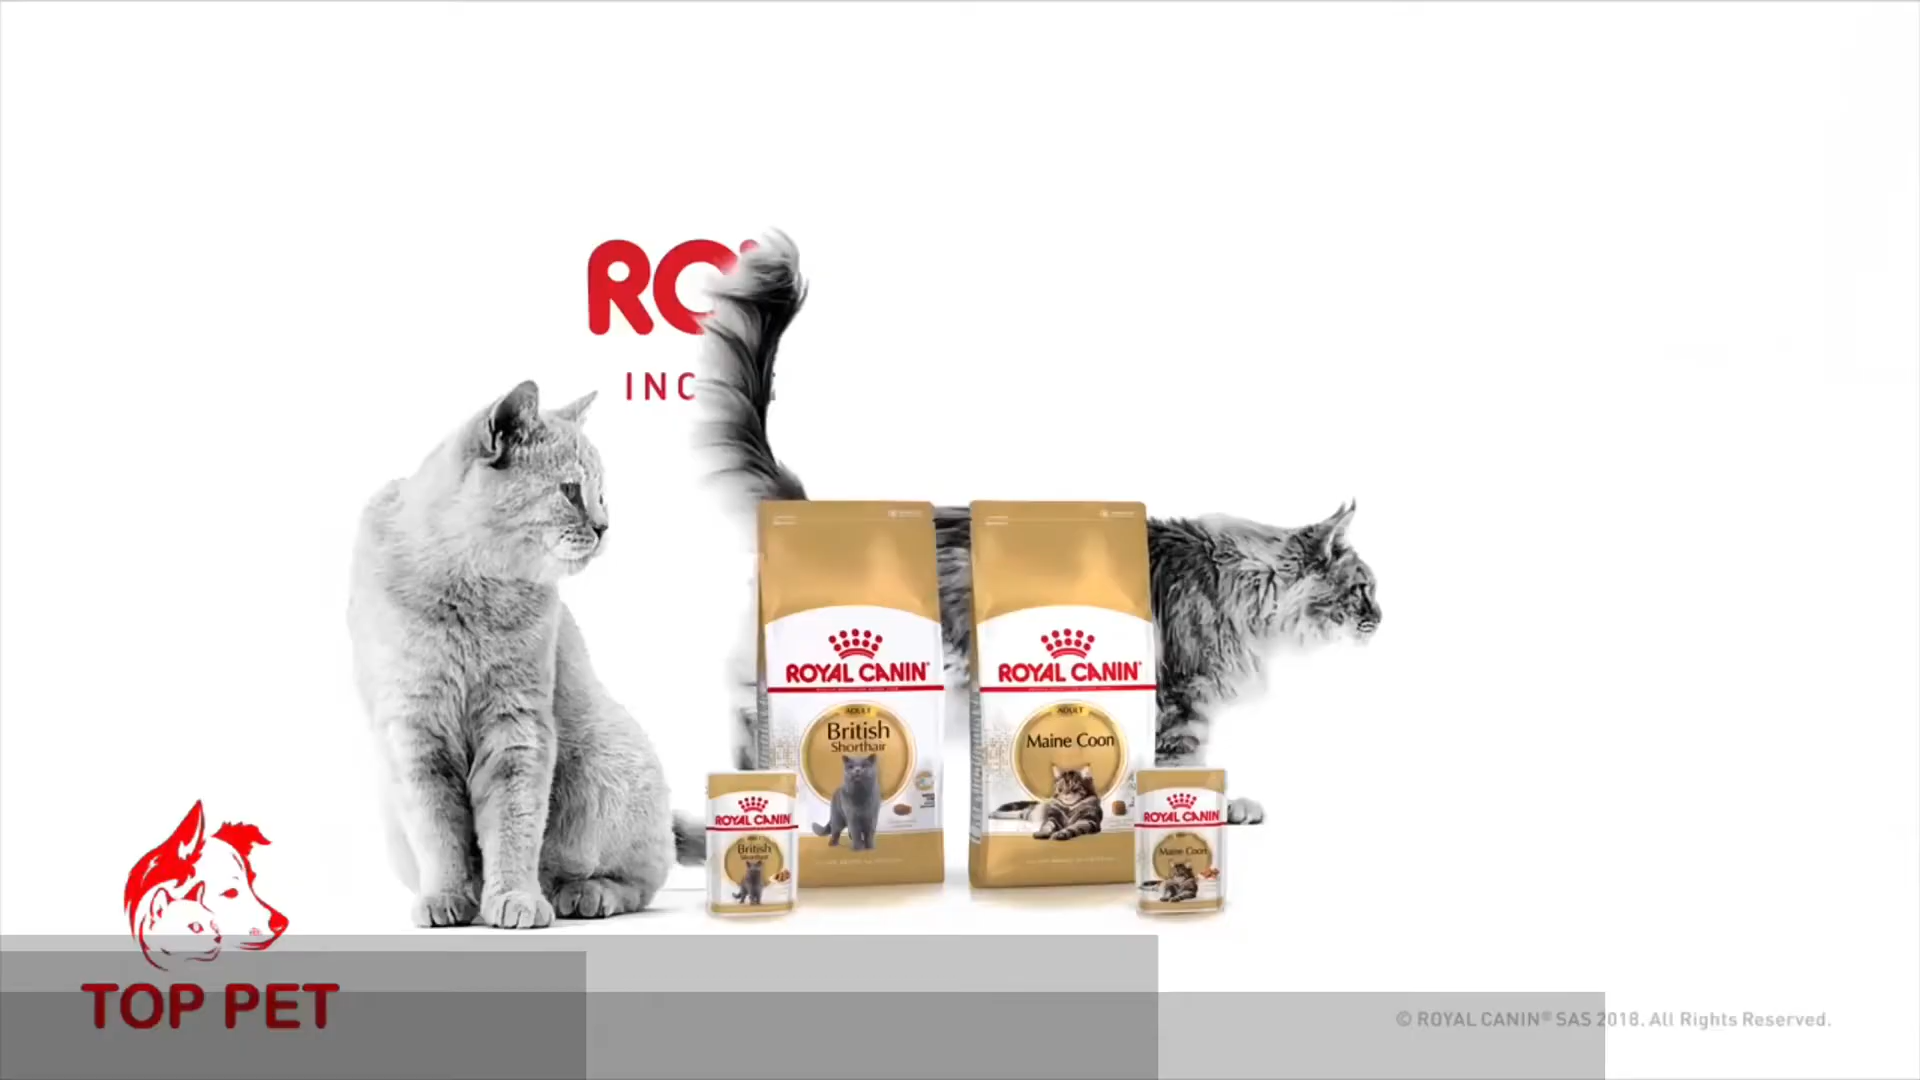 RO
INC
ROYAL CANIN
ADULT
British
Shorthair
ROYAL CANIN
ADULT
Maine Coon
ROYAL CANIN
British
Shorthair
ROYAL CANIN
Maine Coon
TOP PET
© ROYAL CANIN® SAS 2018. All Rights Reserved.